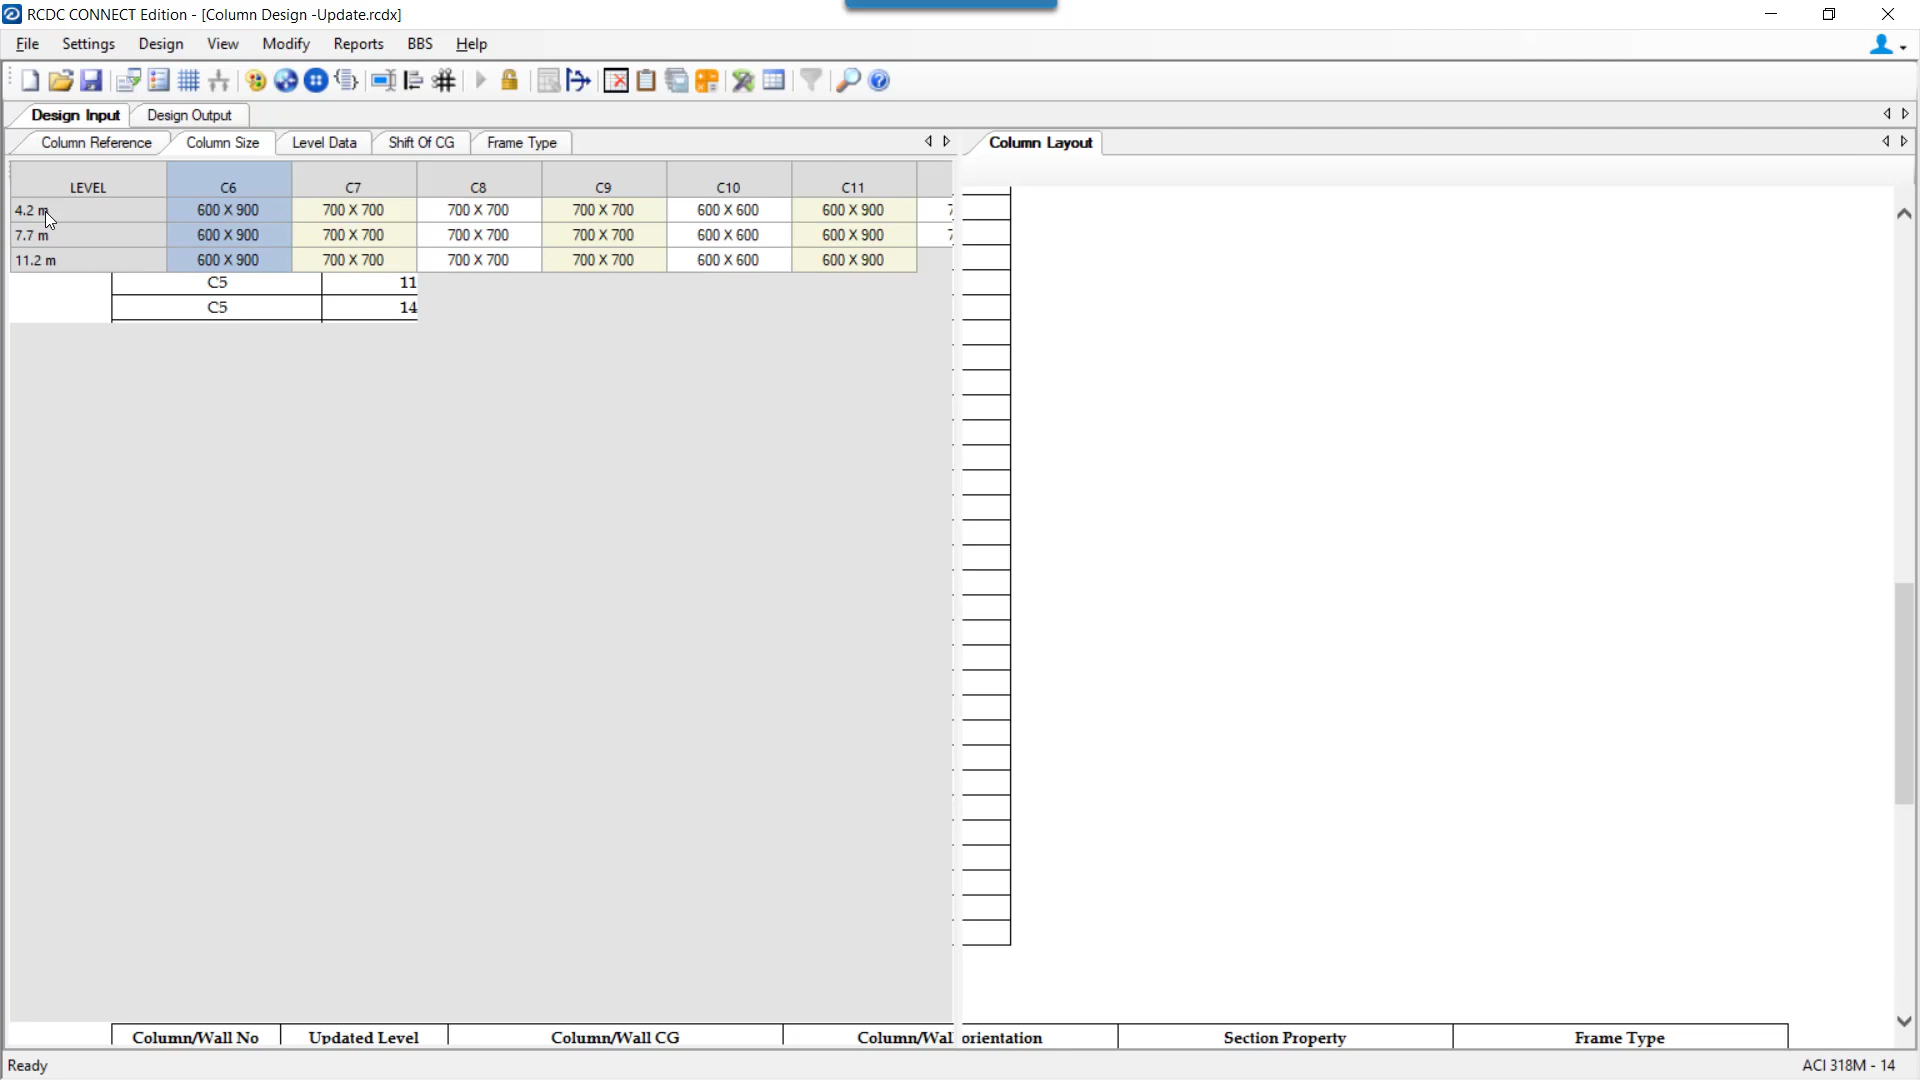 RCDC CONNECT Edition - [Column Design -Update.rcdx]
File Settings Design View Modify Reports BBS Help
Design Input Design Output
Column Reference Column Size Level Data Shift Of CG Frame Type Column Layout
LEVEL C6 C7 C8 C9 C10 C11
4.2 m 600 X 900 700 X 700 700 X 700 700 X 700 600 X 600 600 X 900 7
7.7 m 600 X 900 700 X 700 700 X 700 700 X 700 600 X 600 600 X 900 7
11.2 m 600 X 900 700 X 700 700 X 700 700 X 700 600 X 600 600 X 900
C5 11
C5 14
Column/Wall No Updated Level Column/Wall CG Column/Wal orientation Section Property Frame Type
Ready ACI 318M - 14